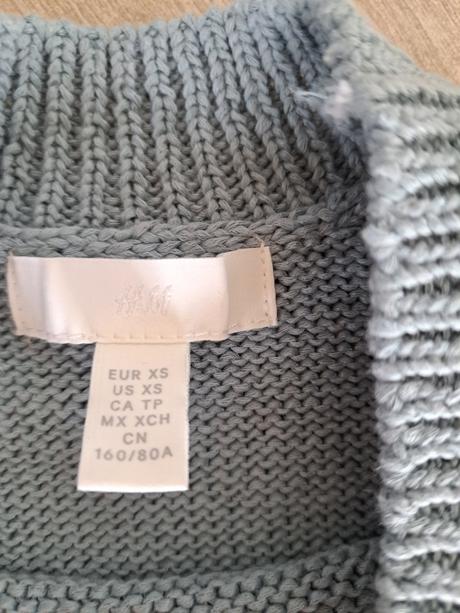 H&M
EUR XS
US XS
CA TP
MX XCH
CN
160/80A